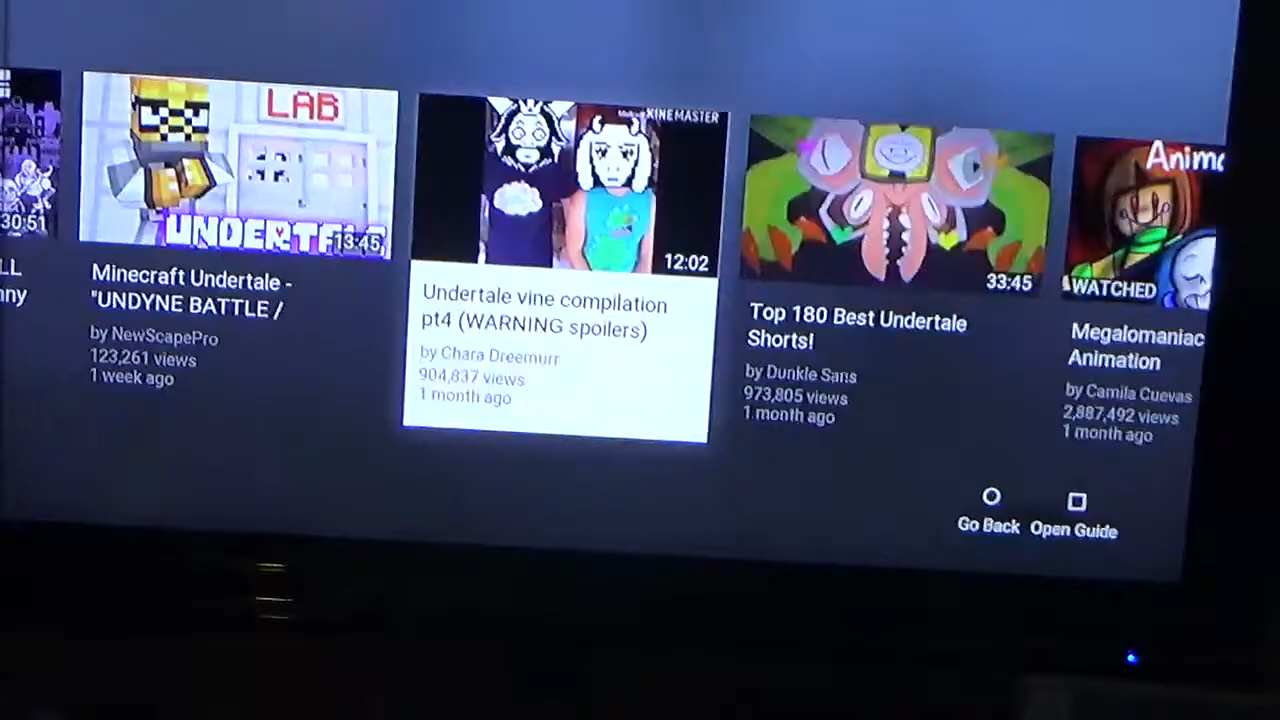 30:51
LL
nny
LAB
UNDERTALE
13:45
Minecraft Undertale -
"UNDYNE BATTLE /
by NewScapePro
123,261 views
1 week ago
KINEMASTER
12:02
Undertale vine compilation
pt4 (WARNING spoilers)
by Chara Dreemurr
904,837 views
1 month ago
33:45
Top 180 Best Undertale
Shorts!
by Dunkle Sans
973,805 views
1 month ago
Anima
WATCHED
Megalomaniac
Animation
by Camila Cuevas
2,887,492 views
1 month ago
Go Back Open Guide